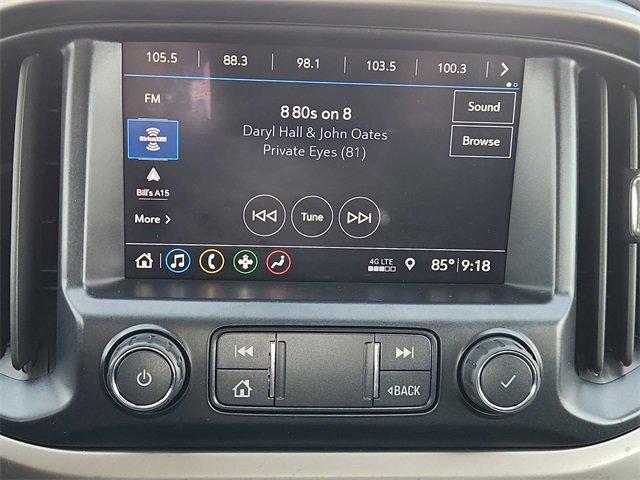 105.5 88.3 98.1 103.5 100.3
FM
8 80s on 8
Sound
SiriusXM
Daryl Hall & John Oates
Browse
Private Eyes (81)
Bill's A15
More
Tune
4G LTE
85° 9:18
BACK